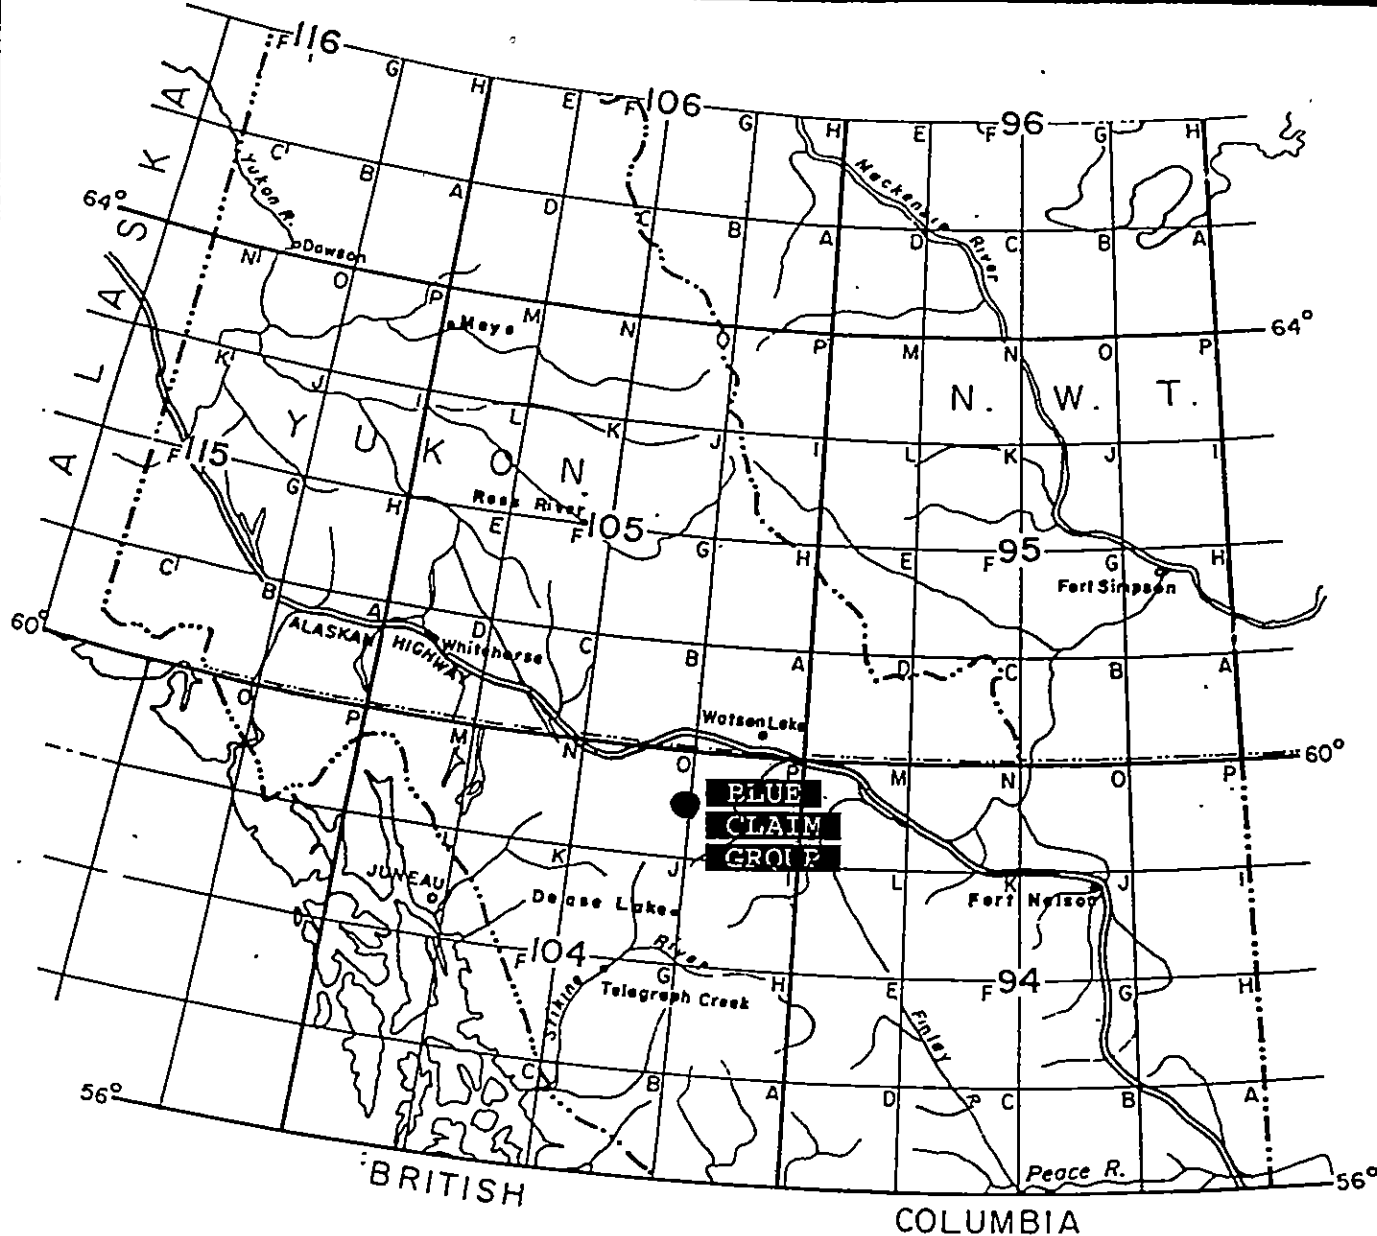 F 116
G H E F 106
G H E F 96 G H
ALASKA
Yukon R.
C B A D C B A D C B A
Mackenzie River
64°
Dawson
N O P M N O P M N O P
64°
Mayo
K J I L K J I L K J I
N. W. T.
YUKON
F 115
G H E F 105
G H E F 95 G H
Ross River
Fort Simpson
C B A D C B A D C B A
60°
ALASKAN HIGHWAY
Whitehorse
Watson Lake
O P M N O P M N O P
60°
BLUE
CLAIM
GROUP
L K J I L K J I
JUNEAU
Dease Lake
Fort Nelson
F 104
G H E F 94 G H
River
Stikine
Telegraph Creek
Finlay
R
C B A D C B A
56°
Peace R.
56°
BRITISH
COLUMBIA